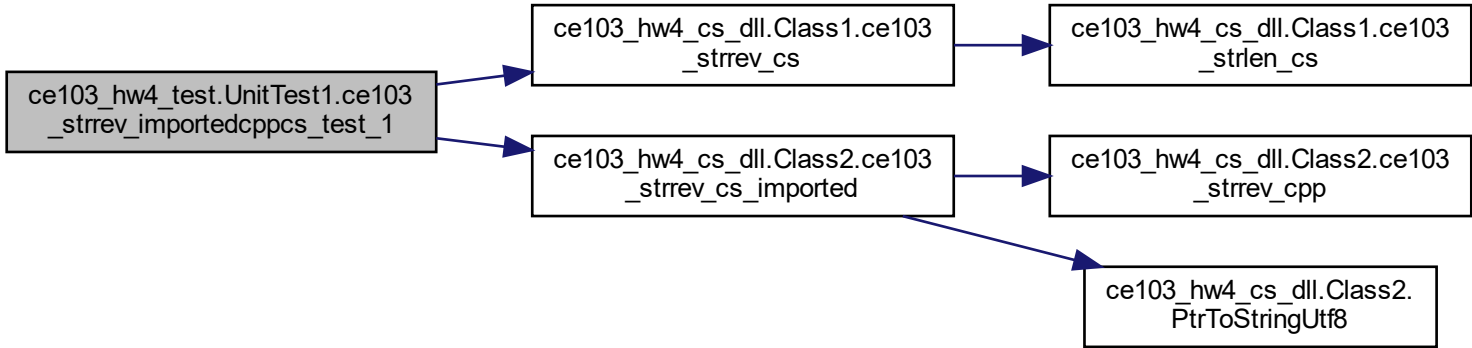 ce103_hw4_test.UnitTest1.ce103
_strrev_importedcppcs_test_1
ce103_hw4_cs_dll.Class1.ce103
_strrev_cs
ce103_hw4_cs_dll.Class1.ce103
_strlen_cs
ce103_hw4_cs_dll.Class2.ce103
_strrev_cs_imported
ce103_hw4_cs_dll.Class2.ce103
_strrev_cpp
ce103_hw4_cs_dll.Class2.
PtrToStringUtf8